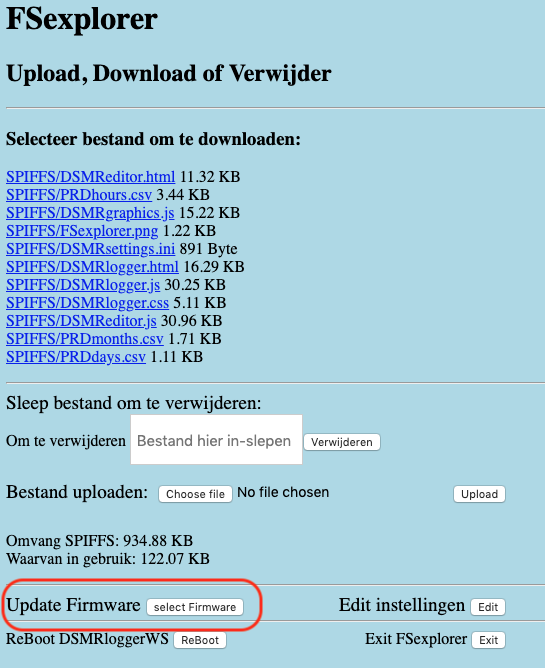 FSexplorer
Upload, Download of Verwijder
Selecteer bestand om te downloaden:
SPIFFS/DSMReditor.html 11.32 KB
SPIFFS/PRDhours.csv 3.44 KB
SPIFFS/DSMRgraphics.js 15.22 KB
SPIFFS/FSexplorer.png 1.22 KB
SPIFFS/DSMRsettings.ini 891 Byte
SPIFFS/DSMRlogger.html 16.29 KB
SPIFFS/DSMRlogger.js 30.25 KB
SPIFFS/DSMRlogger.css 5.11 KB
SPIFFS/DSMReditor.js 30.96 KB
SPIFFS/PRDmonths.csv 1.71 KB
SPIFFS/PRDdays.csv 1.11 KB
Sleep bestand om te verwijderen:
Om te verwijderen Bestand hier in-slepen Verwijderen
Bestand uploaden: Choose file No file chosen Upload
Omvang SPIFFS: 934.88 KB
Waarvan in gebruik: 122.07 KB
Update Firmware select Firmware Edit instellingen Edit
ReBoot DSMRloggerWS ReBoot Exit FSexplorer Exit